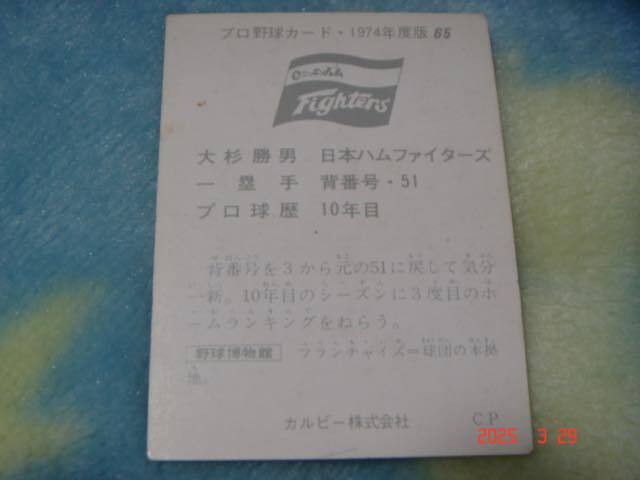 プロ野球カード・1974年度版 65
Fighters
大杉勝男 日本ハムファイターズ
一塁手 背番号・51
プロ球歴 10年目
背番号を3から元の51に戻して気分
一新。10年目のシーズンに3度目のホ
ームランキングをねらう。
野球博物館 フランチャイズ=球団の本拠
地。
カルビー株式会社 CP
2025 3 29